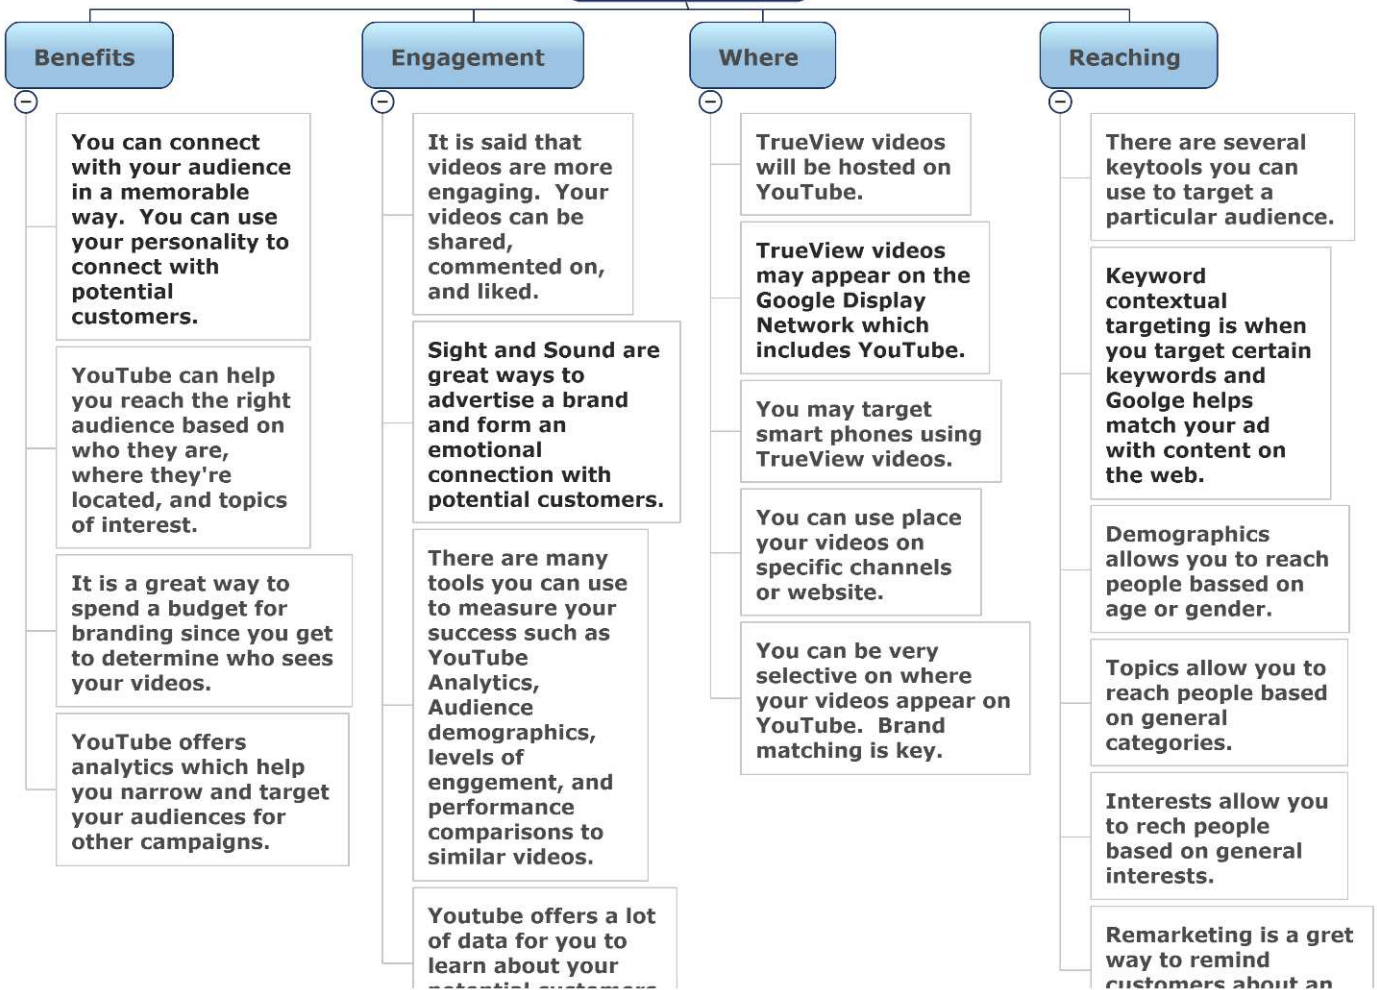 Benefits
You can connect
with your audience
in a memorable
way.  You can use
your personality to
connect with
potential
customers.
YouTube can help
you reach the right
audience based on
who they are,
where they're
located, and topics
of interest.
It is a great way to
spend a budget for
branding since you get
to determine who sees
your videos.
YouTube offers
analytics which help
you narrow and target
your audiences for
other campaigns.
Engagement
It is said that
videos are more
engaging.  Your
videos can be
shared,
commented on,
and liked.
Sight and Sound are
great ways to
advertise a brand
and form an
emotional
connection with
potential customers.
There are many
tools you can use
to measure your
success such as
YouTube
Analytics,
Audience
demographics,
levels of
enggement, and
performance
comparisons to
similar videos.
Youtube offers a lot
of data for you to
learn about your
potential customers
Where
TrueView videos
will be hosted on
YouTube.
TrueView videos
may appear on the
Google Display
Network which
includes YouTube.
You may target
smart phones using
TrueView videos.
You can use place
your videos on
specific channels
or website.
You can be very
selective on where
your videos appear on
YouTube.  Brand
matching is key.
Reaching
There are several
keytools you can
use to target a
particular audience.
Keyword
contextual
targeting is when
you target certain
keywords and
Goolge helps
match your ad
with content on
the web.
Demographics
allows you to reach
people bassed on
age or gender.
Topics allow you to
reach people based
on general
categories.
Interests allow you
to rech people
based on general
interests.
Remarketing is a gret
way to remind
customers about an